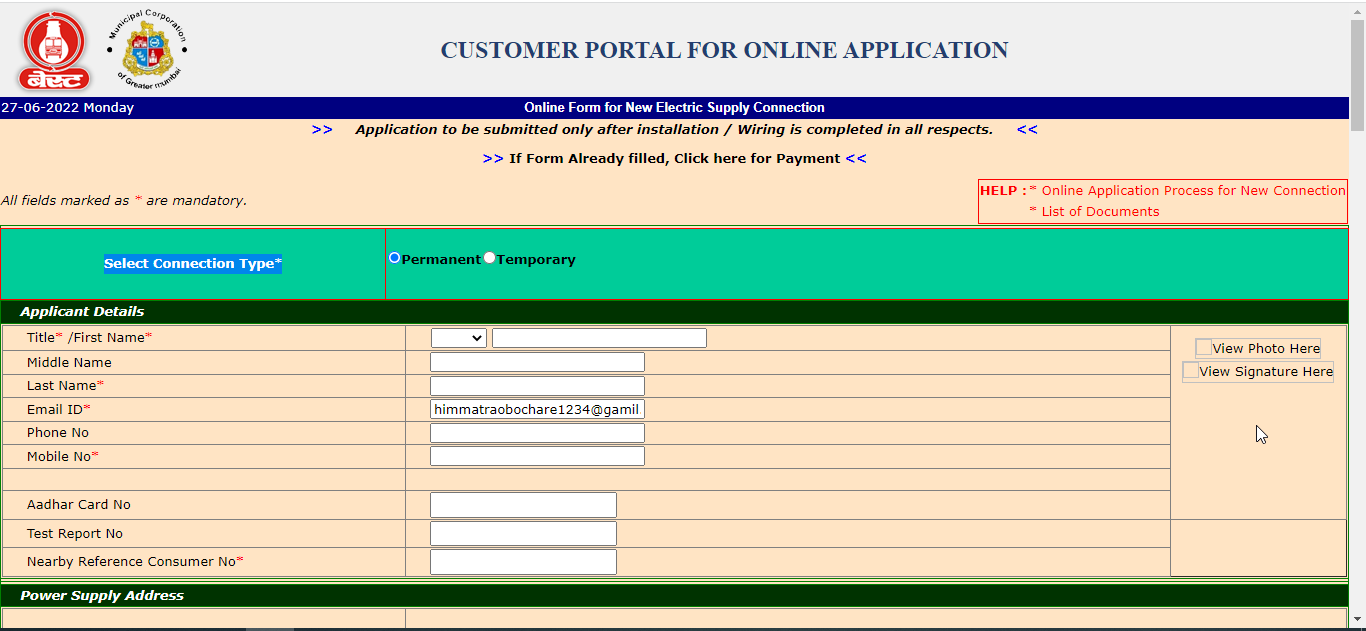 Municipal Corporation
of Greater mumbai
बेस्ट
CUSTOMER PORTAL FOR ONLINE APPLICATION
27-06-2022 Monday
Online Form for New Electric Supply Connection
>> Application to be submitted only after installation / Wiring is completed in all respects. <<
>> If Form Already filled, Click here for Payment <<
All fields marked as * are mandatory.
HELP : * Online Application Process for New Connection
* List of Documents
Select Connection Type*
Permanent Temporary
Applicant Details
Title* /First Name*
View Photo Here
Middle Name
View Signature Here
Last Name*
Email ID* himmatraobochare1234@gamil.
Phone No
Mobile No*
Aadhar Card No
Test Report No
Nearby Reference Consumer No*
Power Supply Address